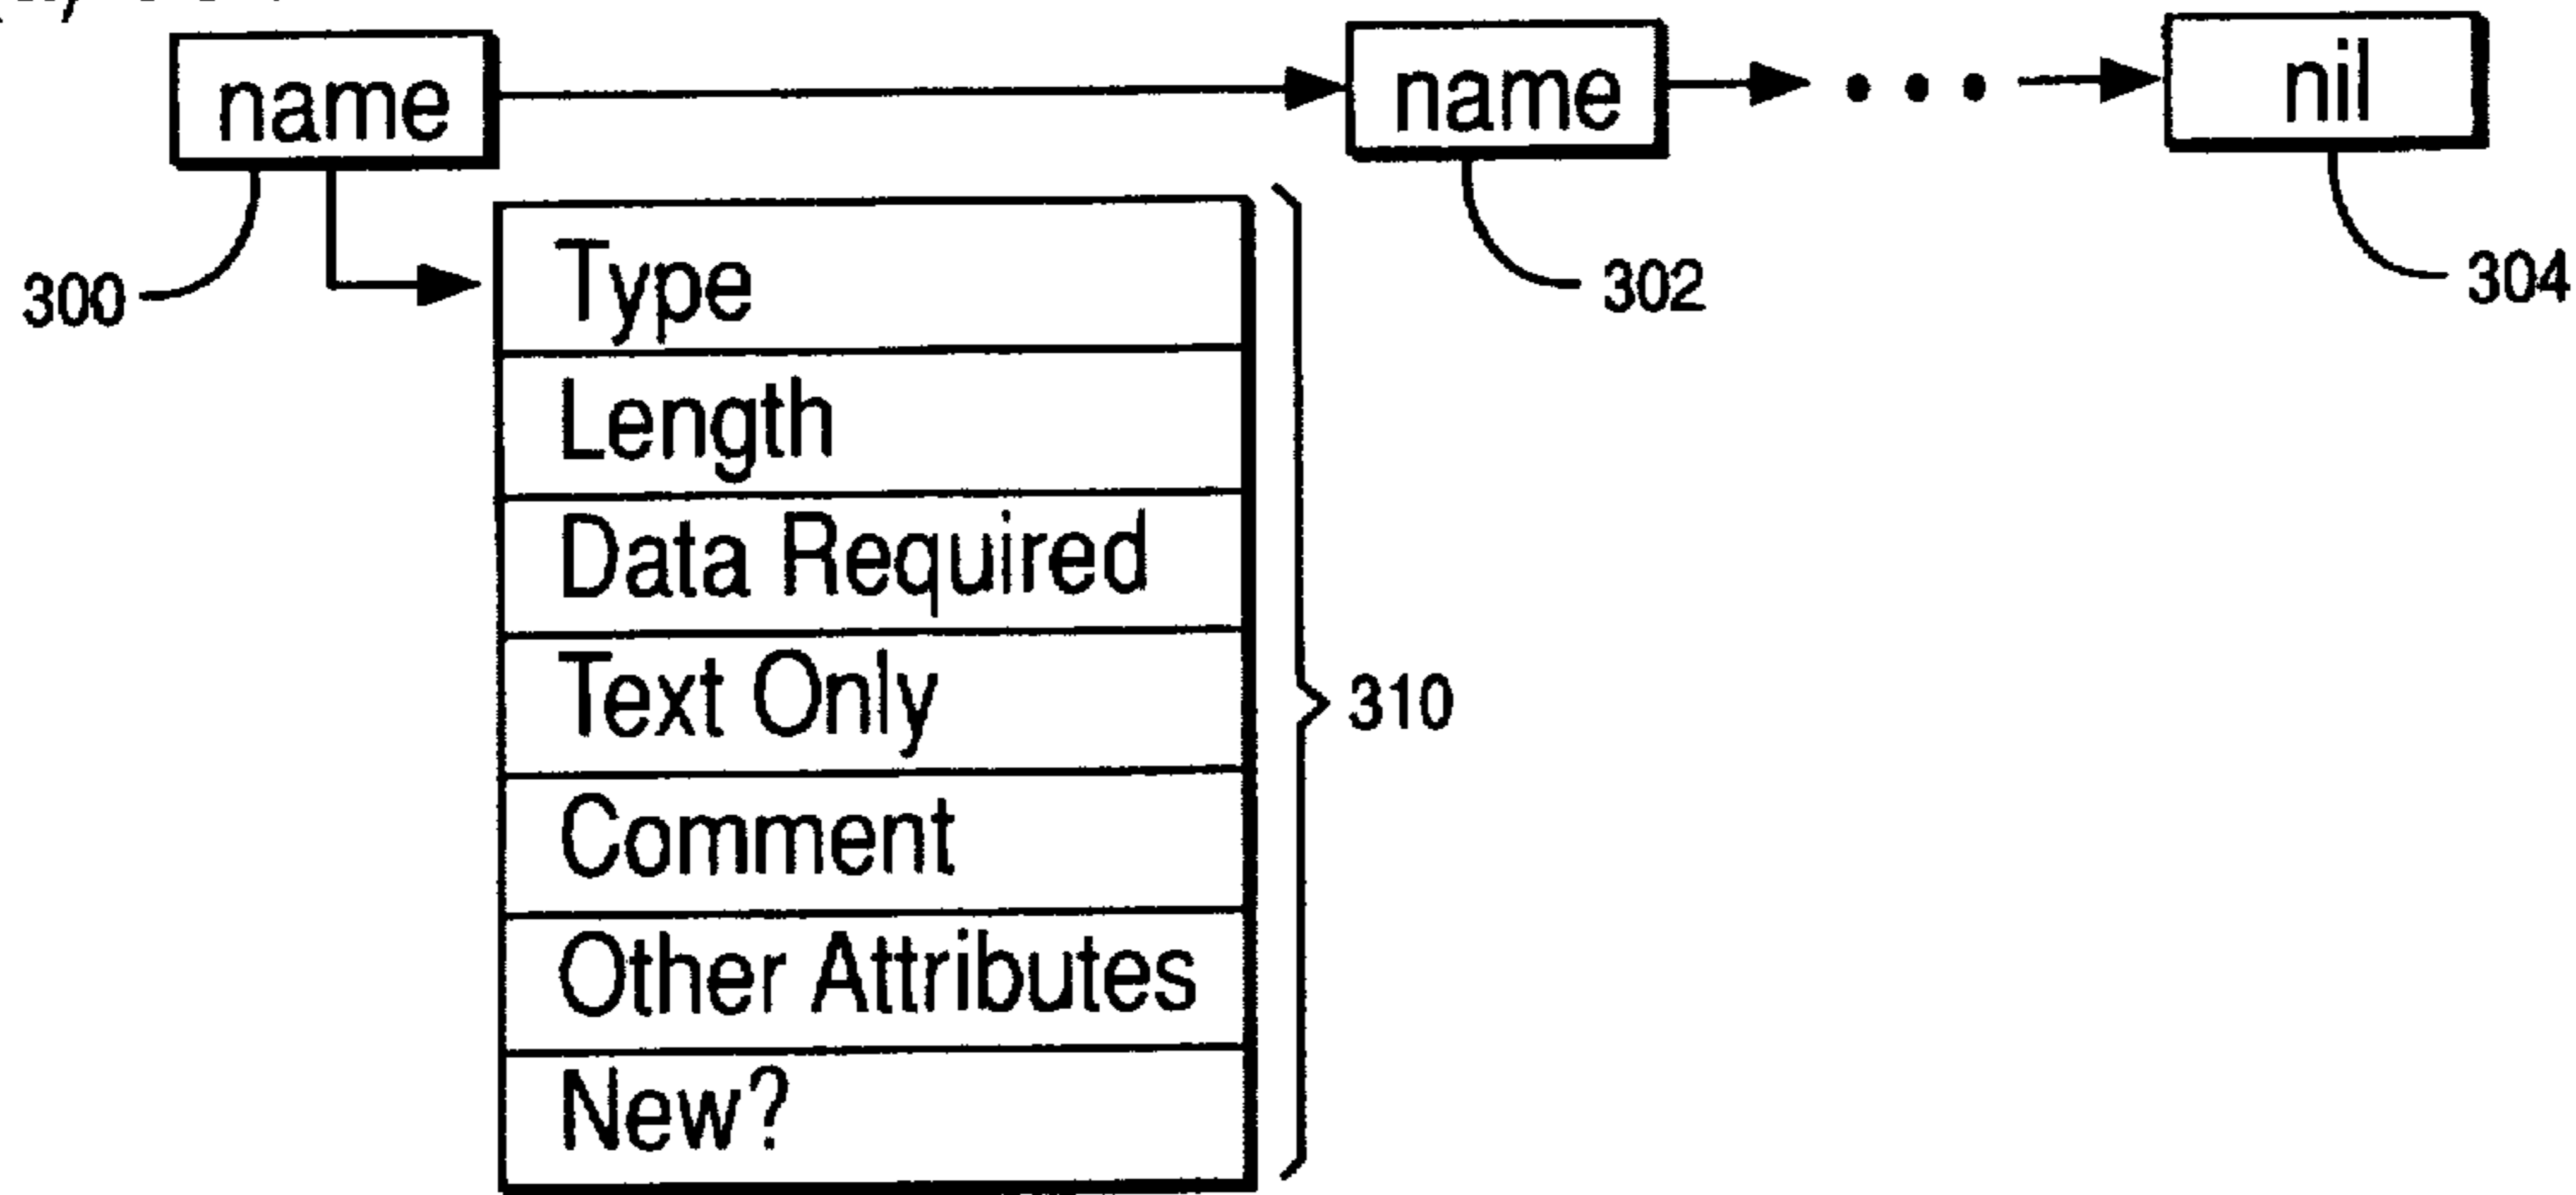 name
name
nil
300
302
304
Type
Length
Data Required
Text Only
310
Comment
Other Attributes
New?